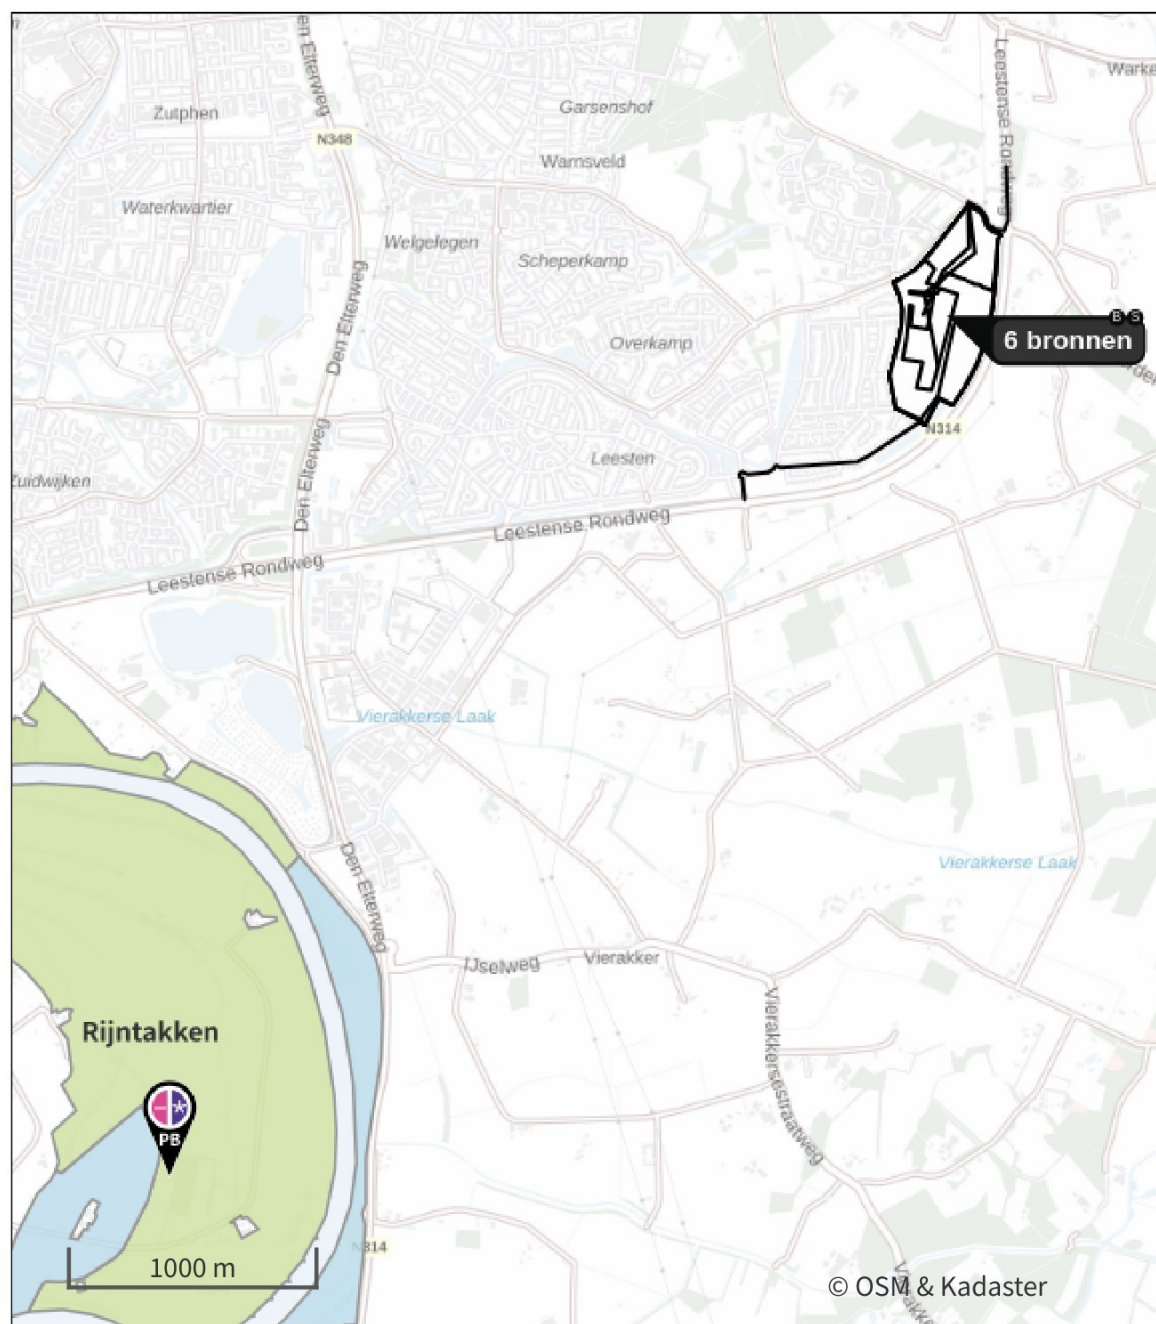 Den Elterweg
Leestense Rondweg
Zutphen
Garsenshof
N348
Warnsveld
Waterkwartier
Welgelegen
Scheperkamp
Den Elterweg
B S
6 bronnen
Overkamp
N314
Den Elterweg
Leesten
Zuidwijken
Leestense Rondweg
Leestense Rondweg
Vierakkerse Laak
Den Elterweg
Vierakkerse Laak
IJselweg
Vierakker
Vierakkersestraatweg
Rijntakken
PB
N314
1000 m
© OSM & Kadaster